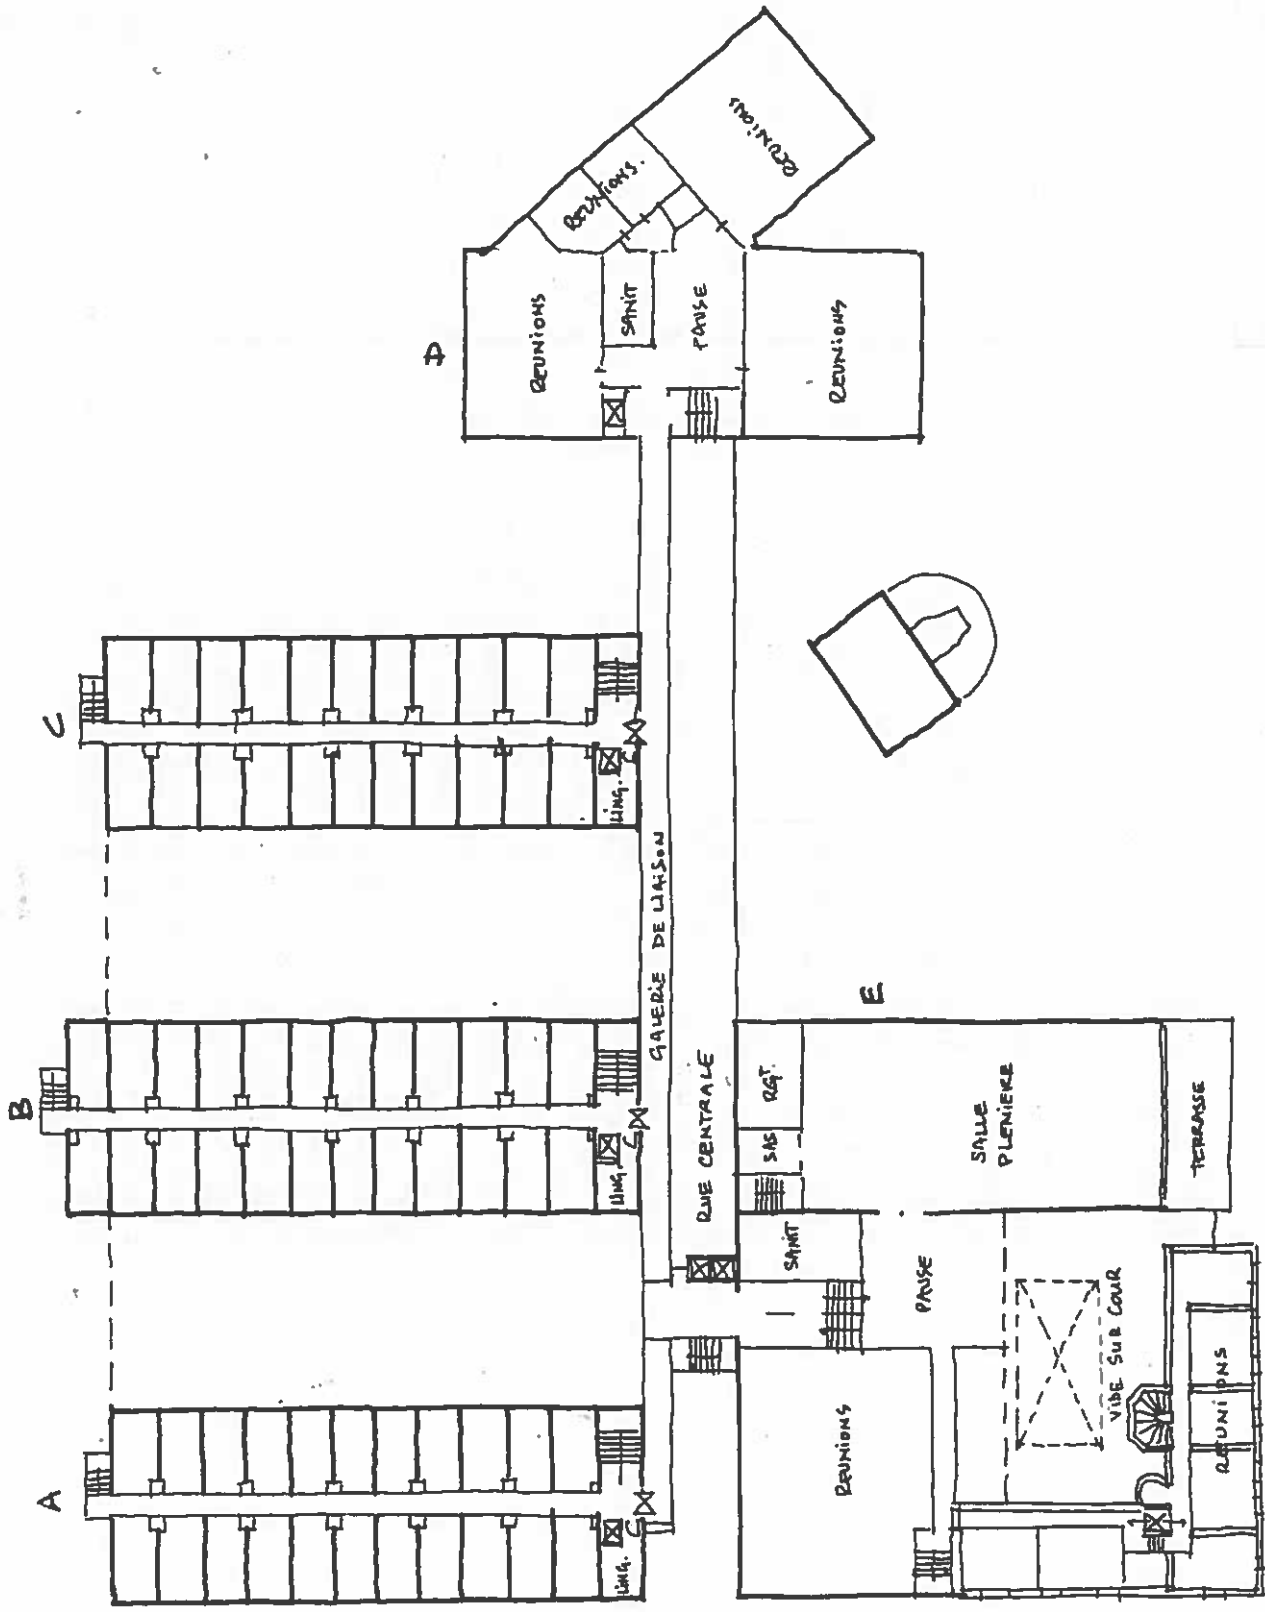 A
B
C
D
E
REUNIONS
REUNIONS.
REUNIONS
SANIT
PAUSE
REUNIONS
LING.
LING.
LING.
GALERIE DE LIAISON
RUE CENTRALE
RGT.
SAS
SANIT
SALLE
PLENIERE
TERRASSE
PAUSE
VIDE SUR COUR
REUNIONS
REUNIONS